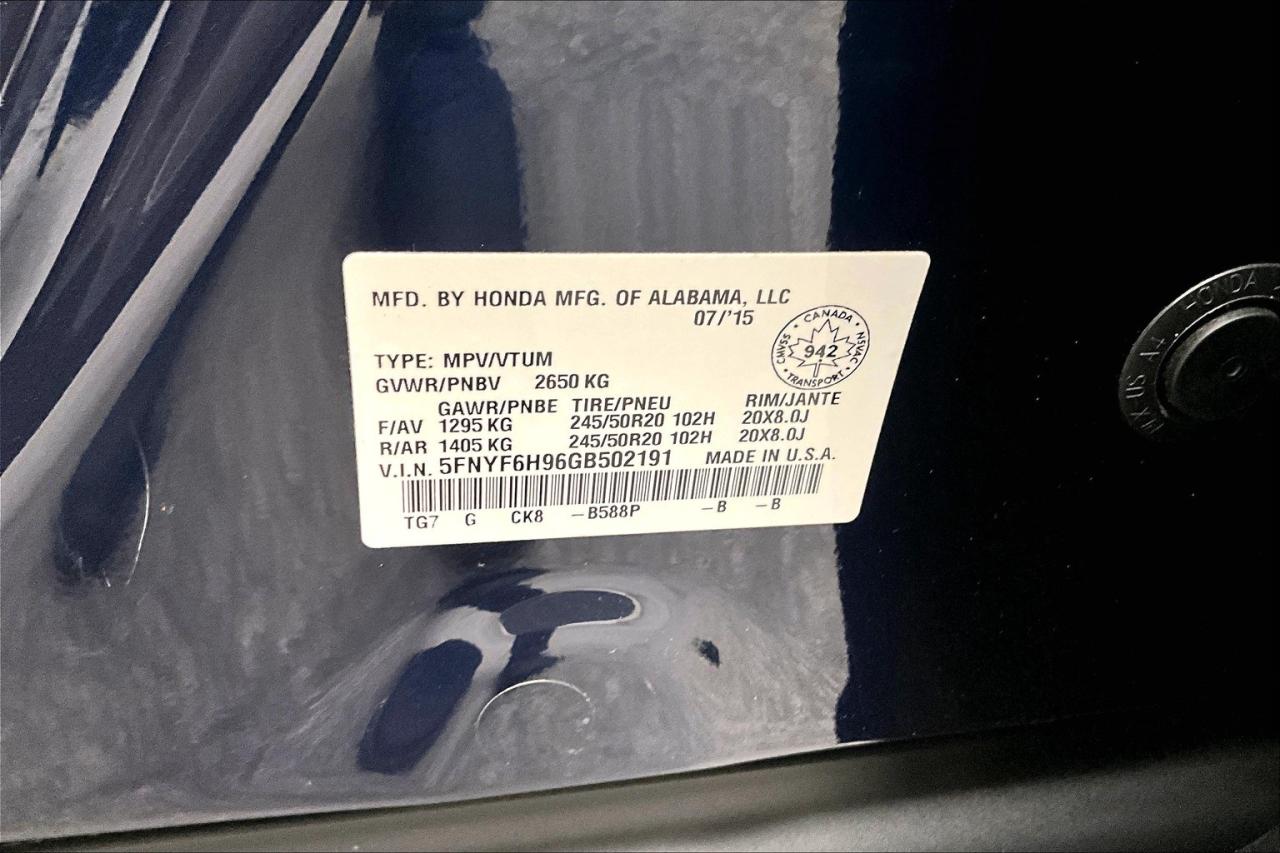 MFD. BY HONDA MFG. OF ALABAMA, LLC
07/'15
CANADA
CMVSS 942 NSVAC
TRANSPORT
TYPE: MPV/VTUM
GVWR/PNBV 2650 KG
GAWR/PNBE TIRE/PNEU RIM/JANTE
F/AV 1295 KG 245/50R20 102H 20X8.0J
R/AR 1405 KG 245/50R20 102H 20X8.0J
V.I.N. 5FNYF6H96GB502191 MADE IN U.S.A.
TG7 G CK8 -B588P -B -B
HONDA